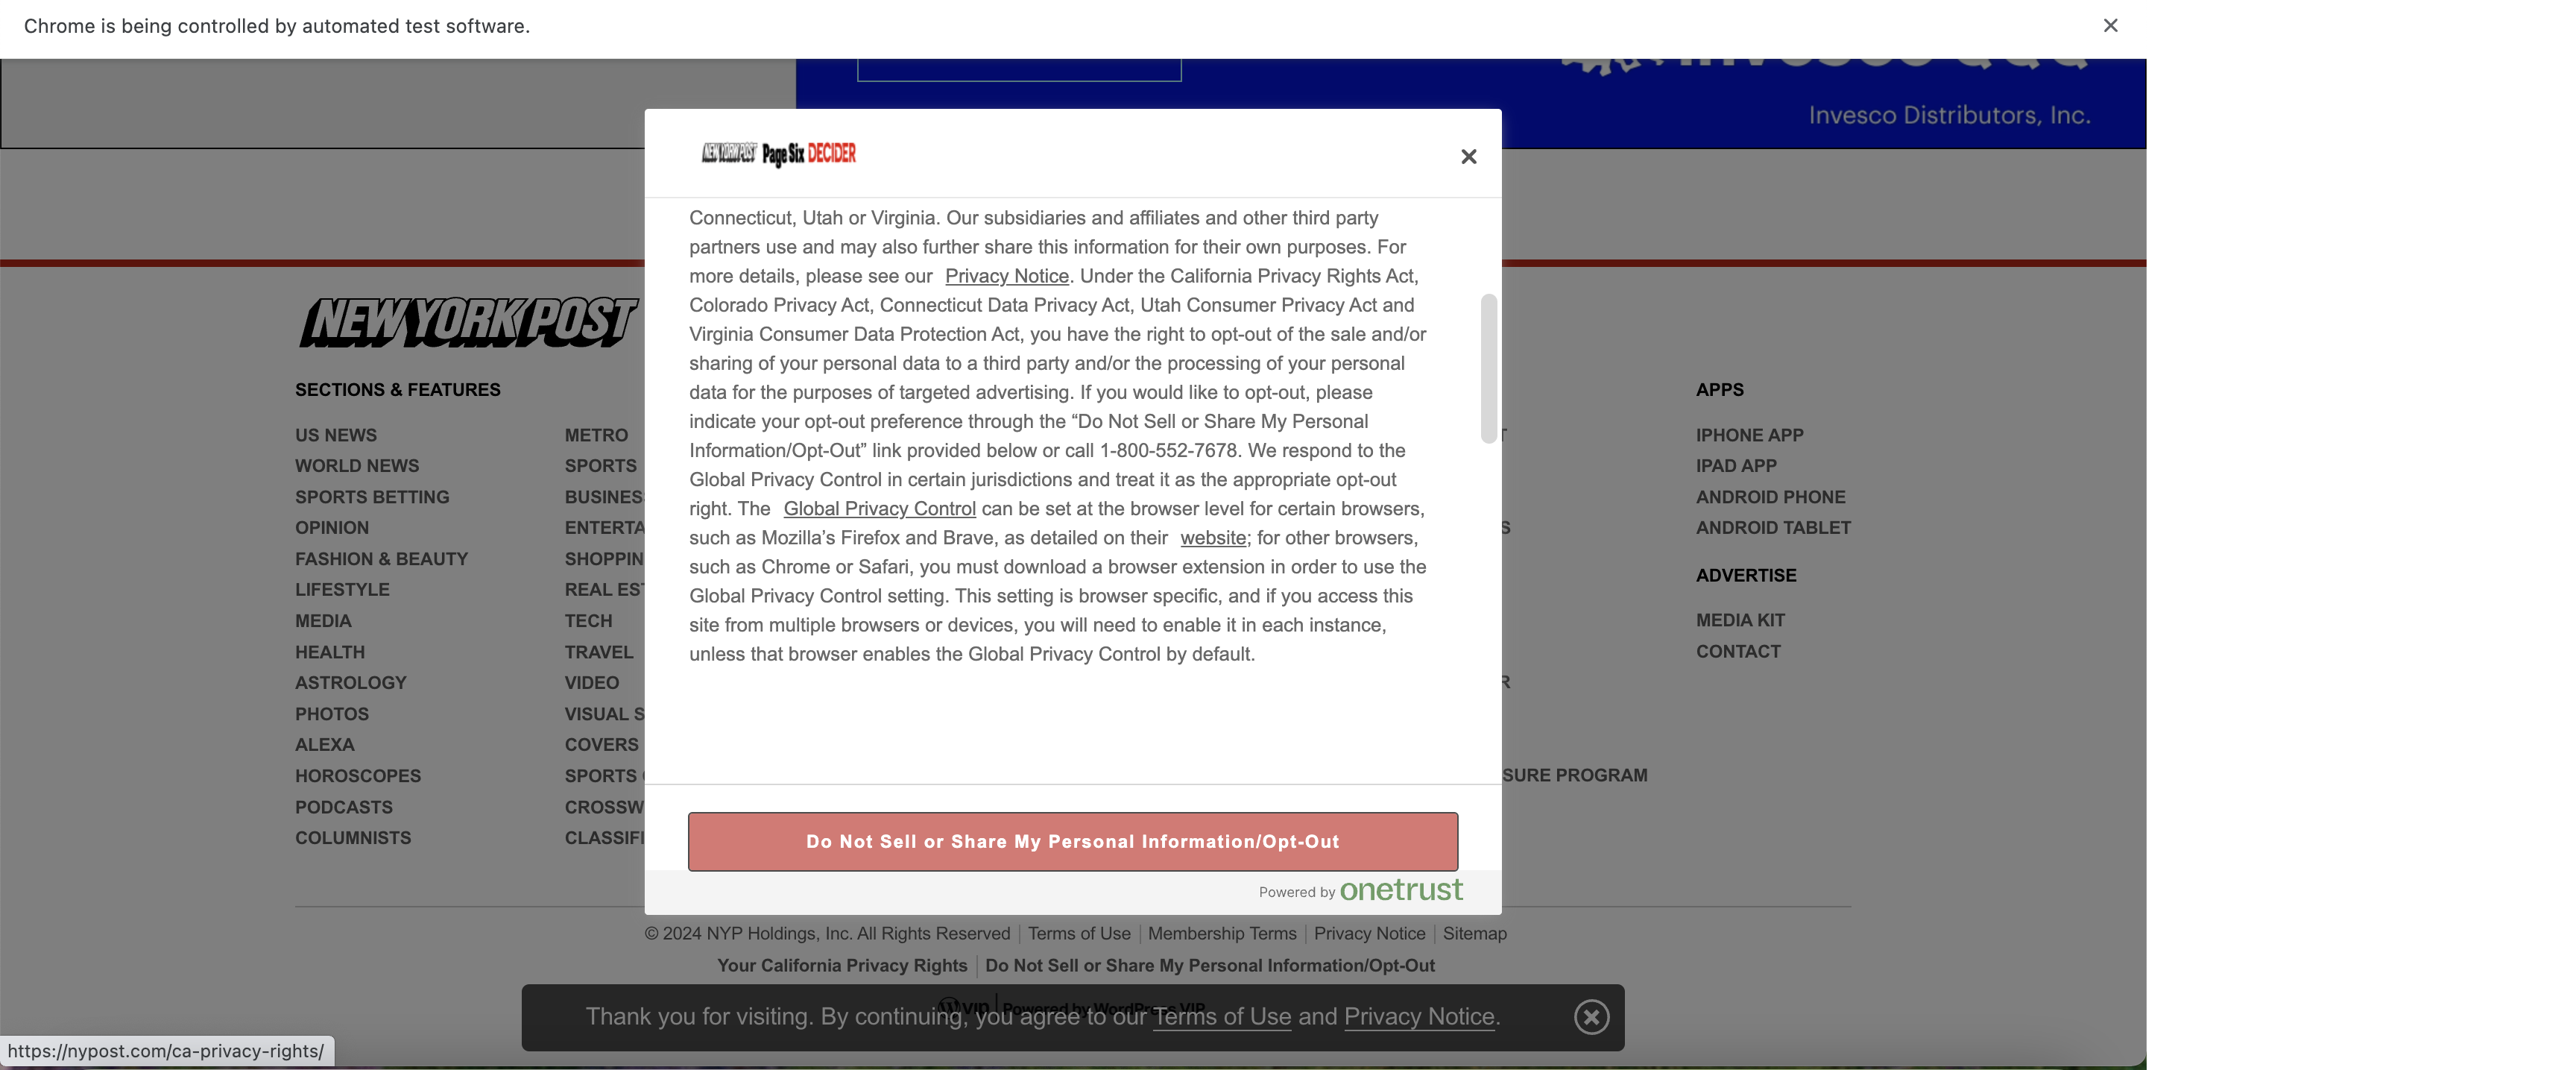 Chrome is being controlled by automated test software.
Invesco QQQ
Invesco Distributors, Inc.
NEW YORK POST Page Six DECIDER
Connecticut, Utah or Virginia. Our subsidiaries and affiliates and other third party
partners use and may also further share this information for their own purposes. For
more details, please see our Privacy Notice. Under the California Privacy Rights Act,
Colorado Privacy Act, Connecticut Data Privacy Act, Utah Consumer Privacy Act and
Virginia Consumer Data Protection Act, you have the right to opt-out of the sale and/or
sharing of your personal data to a third party and/or the processing of your personal
data for the purposes of targeted advertising. If you would like to opt-out, please
indicate your opt-out preference through the “Do Not Sell or Share My Personal
Information/Opt-Out” link provided below or call 1-800-552-7678. We respond to the
Global Privacy Control in certain jurisdictions and treat it as the appropriate opt-out
right. The Global Privacy Control can be set at the browser level for certain browsers,
such as Mozilla’s Firefox and Brave, as detailed on their website; for other browsers,
such as Chrome or Safari, you must download a browser extension in order to use the
Global Privacy Control setting. This setting is browser specific, and if you access this
site from multiple browsers or devices, you will need to enable it in each instance,
unless that browser enables the Global Privacy Control by default.
Do Not Sell or Share My Personal Information/Opt-Out
Powered by onetrust
NEW YORK POST
SECTIONS & FEATURES
US NEWS
WORLD NEWS
SPORTS BETTING
OPINION
FASHION & BEAUTY
LIFESTYLE
MEDIA
HEALTH
ASTROLOGY
PHOTOS
ALEXA
HOROSCOPES
PODCASTS
COLUMNISTS
METRO
SPORTS
BUSINES
ENTERTA
SHOPPIN
REAL EST
TECH
TRAVEL
VIDEO
VISUAL S
COVERS
SPORTS
CROSSW
CLASSIFI
T
S
R
SURE PROGRAM
APPS
IPHONE APP
IPAD APP
ANDROID PHONE
ANDROID TABLET
ADVERTISE
MEDIA KIT
CONTACT
© 2024 NYP Holdings, Inc. All Rights Reserved | Terms of Use | Membership Terms | Privacy Notice | Sitemap
Your California Privacy Rights | Do Not Sell or Share My Personal Information/Opt-Out
VIP | Powered by WordPress VIP
Thank you for visiting. By continuing, you agree to our Terms of Use and Privacy Notice.
https://nypost.com/ca-privacy-rights/